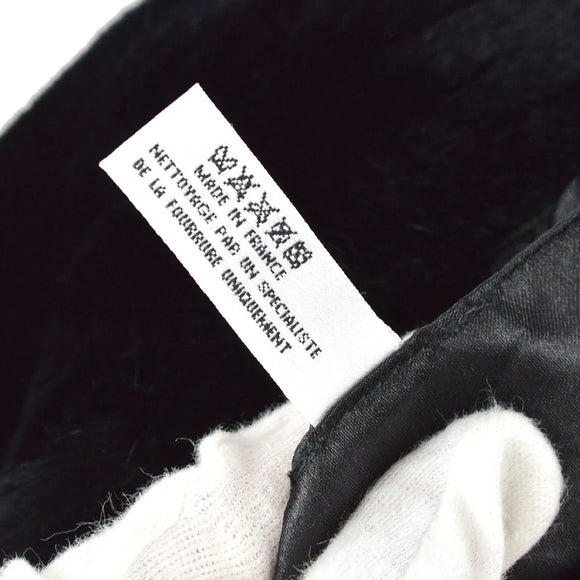 MADE IN FRANCE
NETTOYAGE PAR UN SPECIALISTE
DE LA FOURRURE UNIQUEMENT